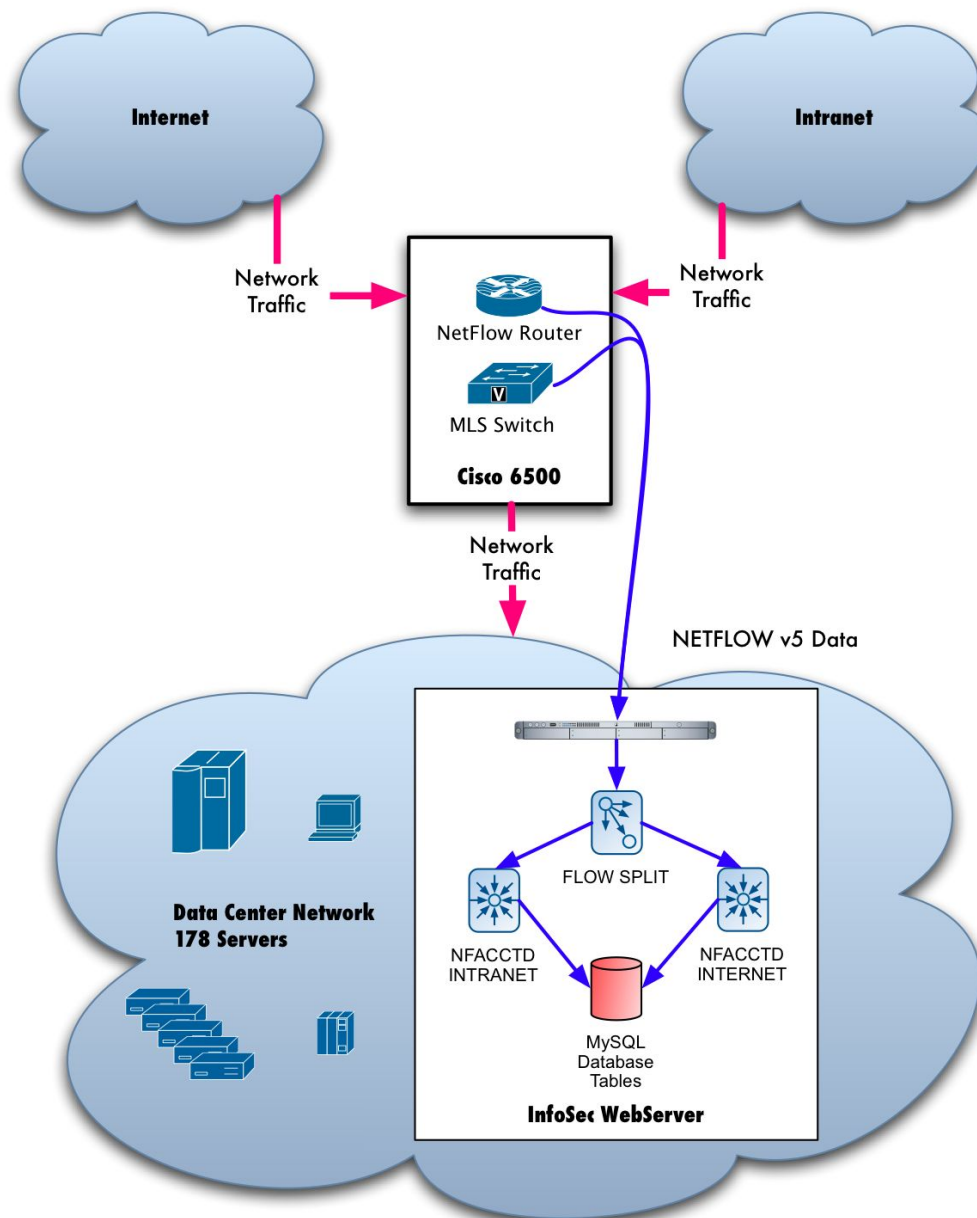 Internet
Intranet
Network
Traffic
Network
Traffic
NetFlow Router
V
MLS Switch
Cisco 6500
Network
Traffic
NETFLOW v5 Data
FLOW SPLIT
Data Center Network
178 Servers
NFACCTD
INTRANET
NFACCTD
INTERNET
MySQL
Database
Tables
InfoSec WebServer